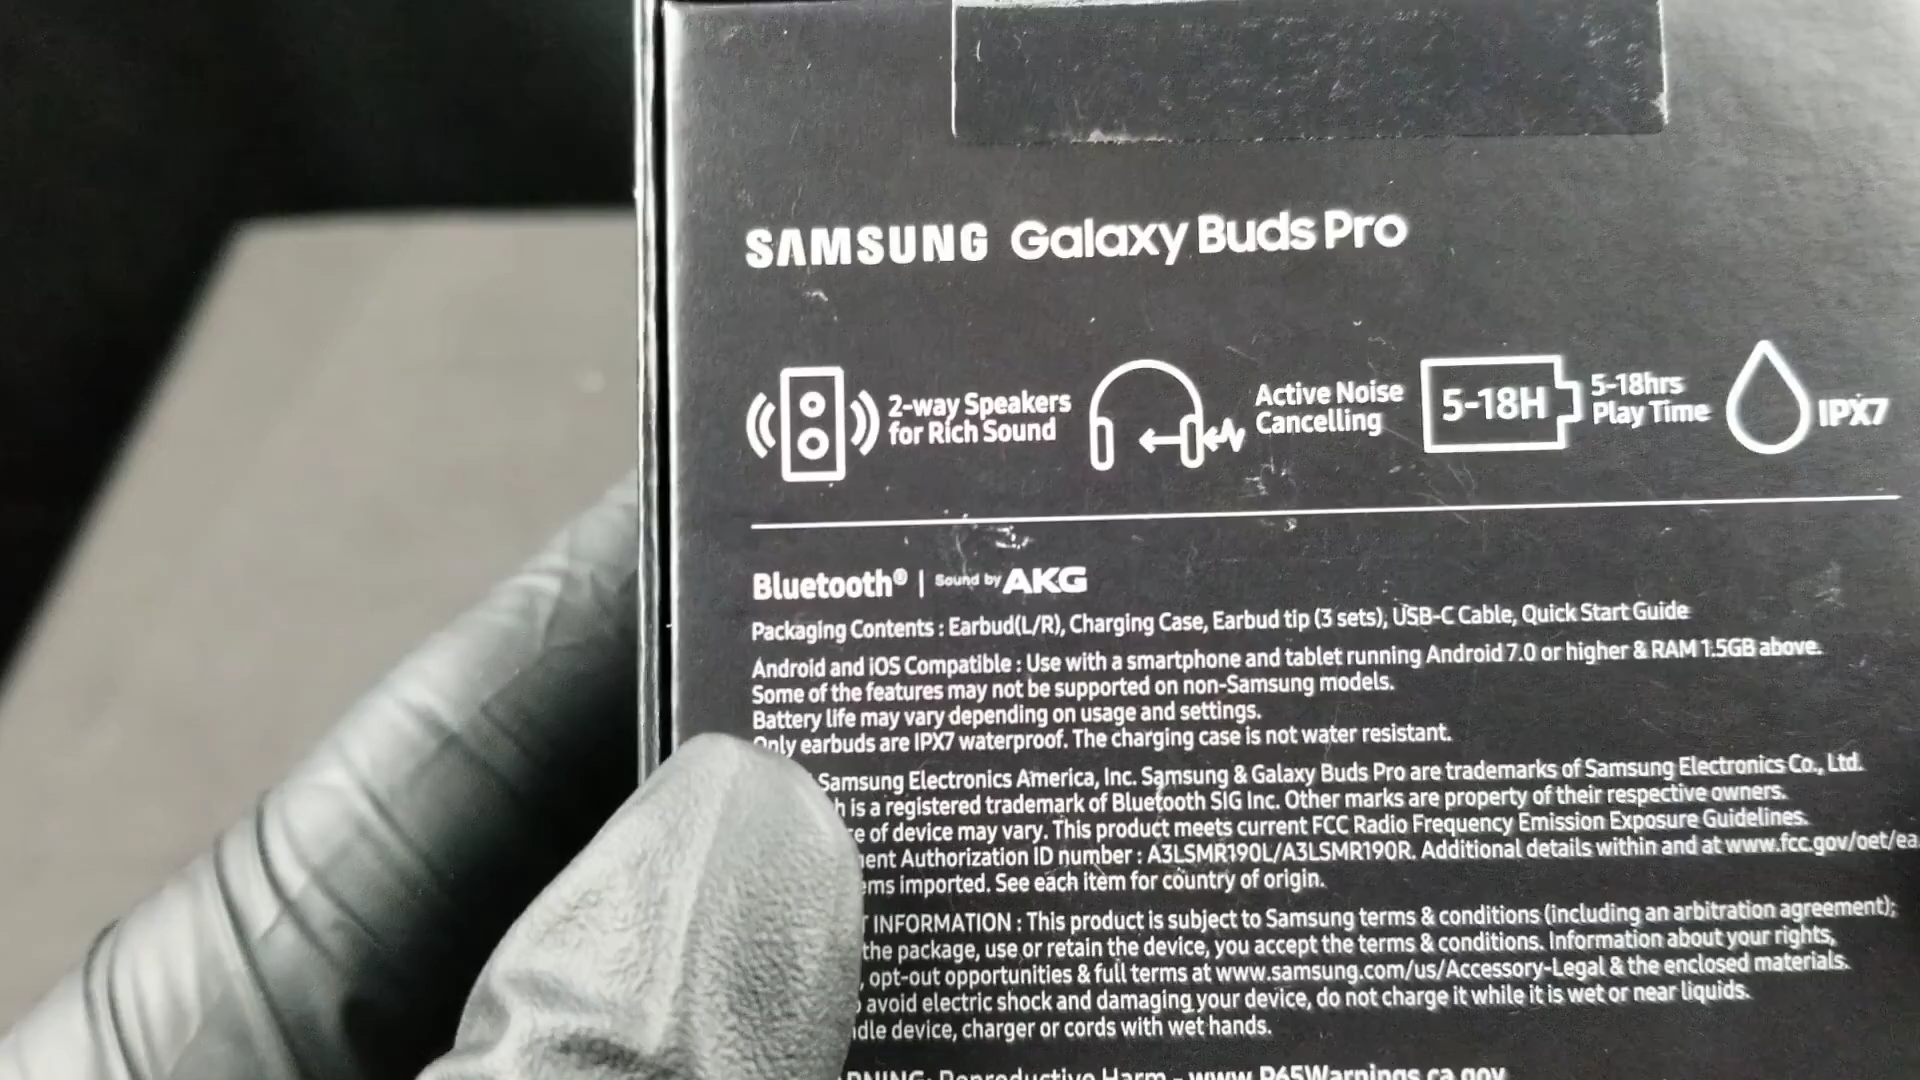 SAMSUNG Galaxy Buds Pro
2-way Speakers
for Rich Sound
Active Noise
Cancelling
5-18H
5-18hrs
Play Time
IPX7
Bluetooth® | Sound by AKG
Packaging Contents : Earbud(L/R), Charging Case, Earbud tip (3 sets), USB-C Cable, Quick Start Guide
Android and iOS Compatible : Use with a smartphone and tablet running Android 7.0 or higher & RAM 1.5GB above.
Some of the features may not be supported on non-Samsung models.
Battery life may vary depending on usage and settings.
Only earbuds are IPX7 waterproof. The charging case is not water resistant.
Samsung Electronics America, Inc. Samsung & Galaxy Buds Pro are trademarks of Samsung Electronics Co., Ltd.
is a registered trademark of Bluetooth SIG Inc. Other marks are property of their respective owners.
of device may vary. This product meets current FCC Radio Frequency Emission Exposure Guidelines.
Authorization ID number : A3LSMR190L/A3LSMR190R. Additional details within and at www.fcc.gov/oet/ea
imported. See each item for country of origin.
INFORMATION : This product is subject to Samsung terms & conditions (including an arbitration agreement);
the package, use or retain the device, you accept the terms & conditions. Information about your rights,
, opt-out opportunities & full terms at www.samsung.com/us/Accessory-Legal & the enclosed materials.
avoid electric shock and damaging your device, do not charge it while it is wet or near liquids.
device, charger or cords with wet hands.
Reproductive Harm - www.P65Warnings.ca.gov